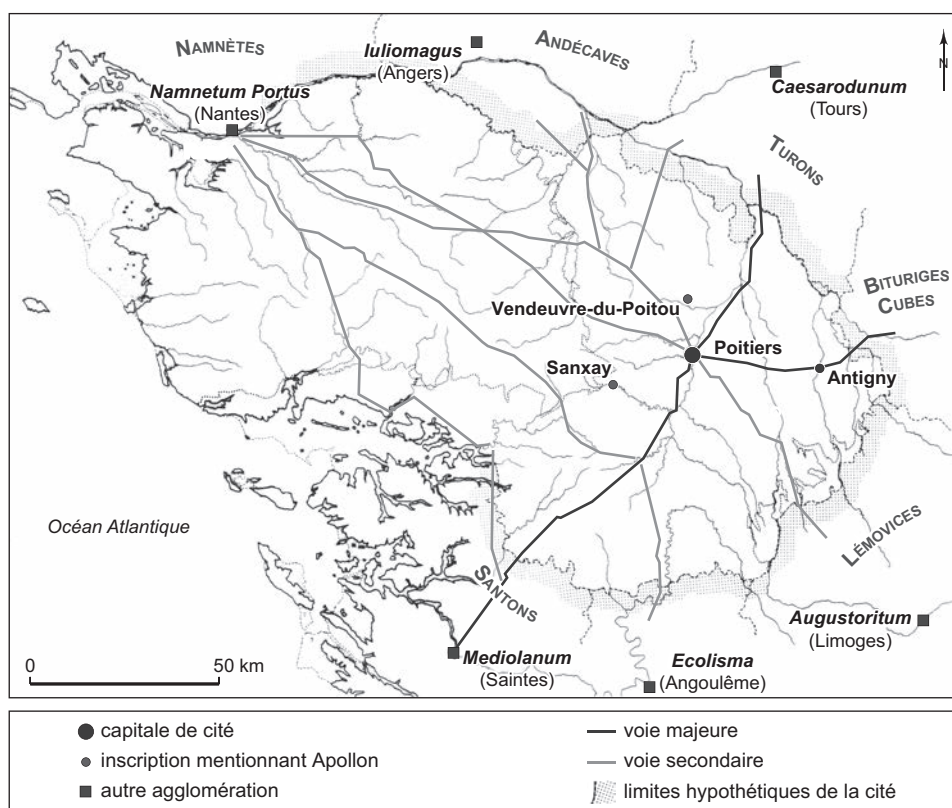 NAMNÈTES
Iuliomagus
(Angers)
ANDÉCAVES
N
Namnetum Portus
(Nantes)
Caesarodunum
(Tours)
TURONS
BITURIGES
CUBES
Vendeuvre-du-Poitou
Poitiers
Sanxay
Antigny
Océan Atlantique
LÉMOVICES
SANTONS
Augustoritum
(Limoges)
0 50 km
Mediolanum
(Saintes)
Ecolisma
(Angoulême)
capitale de cité
inscription mentionnant Apollon
autre agglomération
voie majeure
voie secondaire
limites hypothétiques de la cité